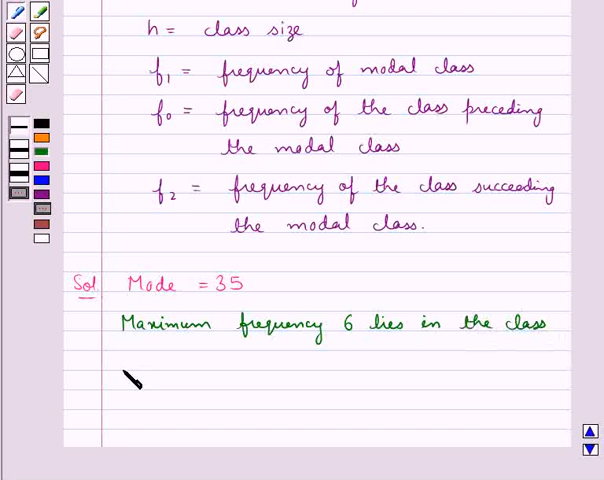 h = class size
f₁ = frequency of modal class
f₀ = frequency of the class preceding
the modal class
f₂ = frequency of the class succeeding
the modal class.
Sol. Mode = 35
Maximum frequency 6 lies in the class